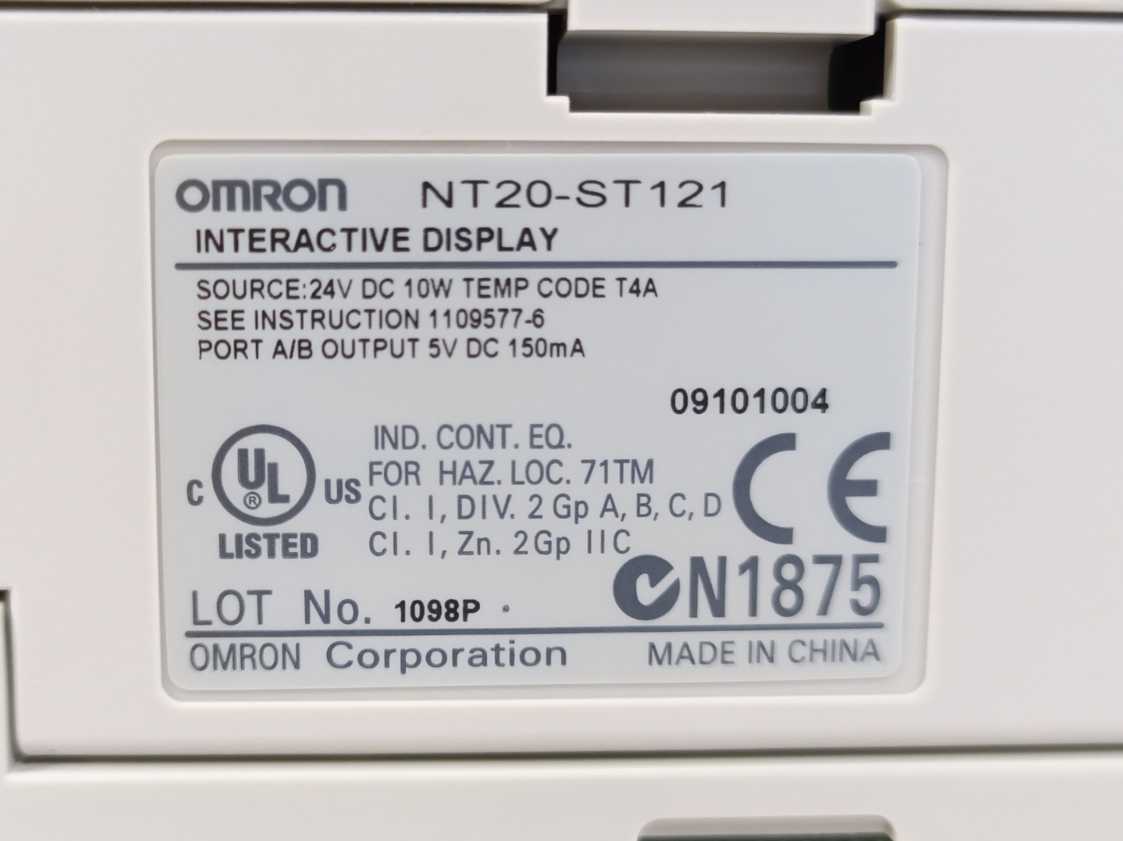 OMRON NT20-ST121
INTERACTIVE DISPLAY
SOURCE:24V DC 10W TEMP CODE T4A
SEE INSTRUCTION 1109577-6
PORT A/B OUTPUT 5V DC 150mA
09101004
IND. CONT. EQ.
FOR HAZ. LOC. 71TM
Cl. I, DIV. 2 Gp A, B, C, D
Cl. I, Zn. 2Gp IIC
C UL ® US
LISTED
CE
N1875
LOT No. 1098P
OMRON Corporation MADE IN CHINA